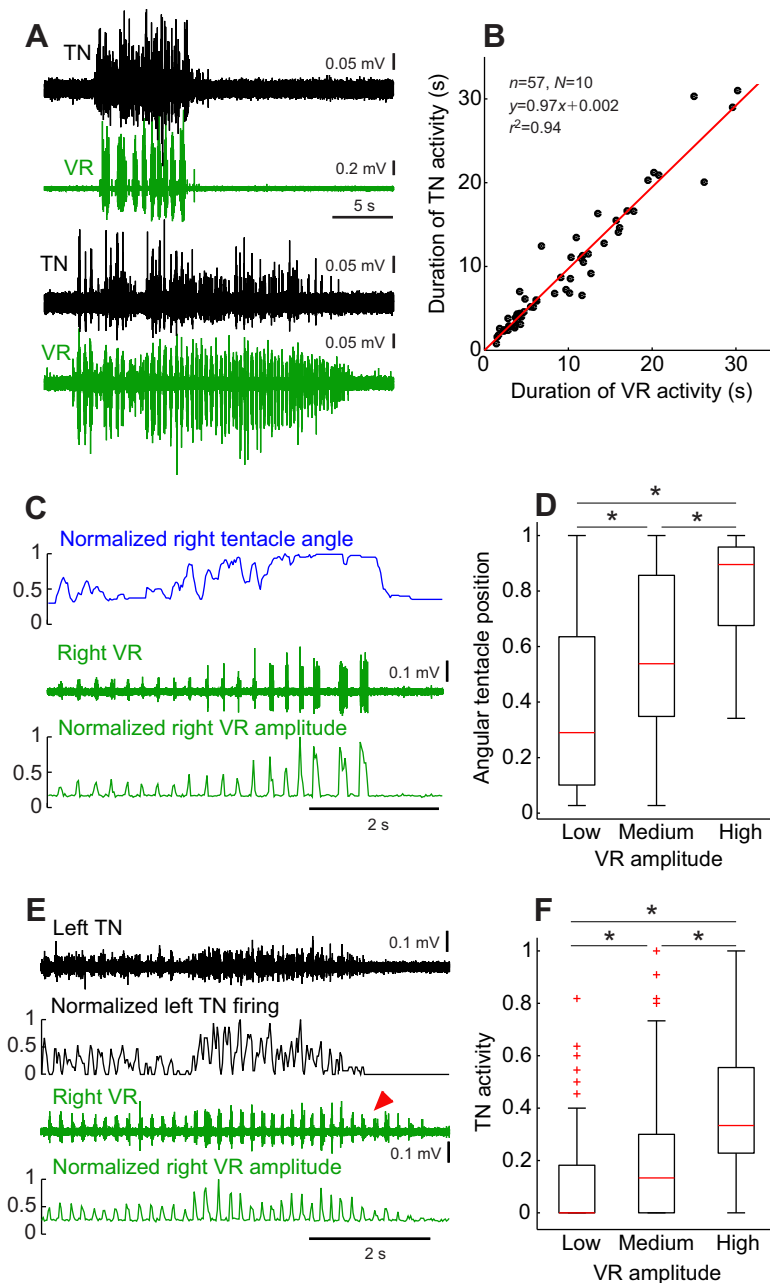 A
TN
0.05 mV
VR
0.2 mV
5 s
TN
0.05 mV
0.05 mV
VR
B
n=57, N=10
y=0.97x+0.002
r²=0.94
30
20
10
0
0
10
20
30
Duration of TN activity (s)
Duration of VR activity (s)
C
Normalized right tentacle angle
1
0.5
0
Right VR
0.1 mV
Normalized right VR amplitude
1
0.5
0
2 s
D
*
* *
1
0.8
0.6
0.4
0.2
0
Angular tentacle position
Low Medium High
VR amplitude
E
Left TN
0.1 mV
Normalized left TN firing
1
0.5
0
Right VR
0.1 mV
Normalized right VR amplitude
1
0.5
0
2 s
F
*
* *
1
0.8
0.6
0.4
0.2
0
TN activity
Low Medium High
VR amplitude